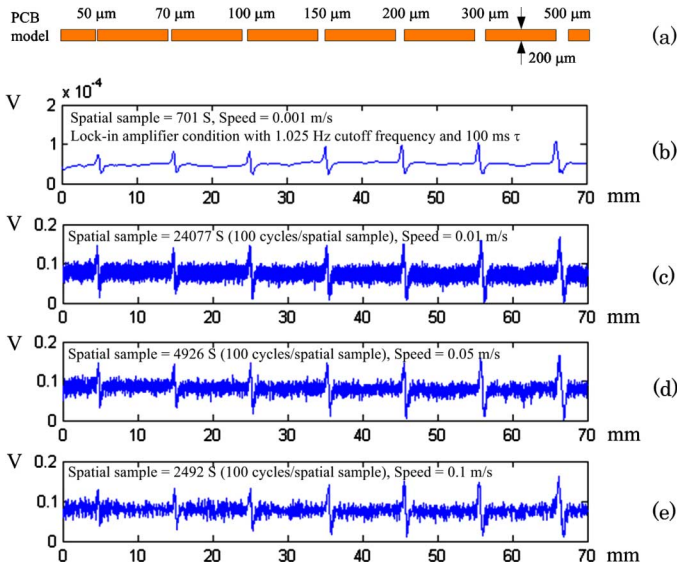 PCB model
50 μm 70 μm 100 μm 150 μm 200 μm 300 μm 500 μm
200 μm
(a)
V
2 × 10⁻⁴
1
0
Spatial sample = 701 S, Speed = 0.001 m/s
Lock-in amplifier condition with 1.025 Hz cutoff frequency and 100 ms τ
0 10 20 30 40 50 60 70 mm
(b)
V
0.2
0.1
0
Spatial sample = 24077 S (100 cycles/spatial sample), Speed = 0.01 m/s
0 10 20 30 40 50 60 70 mm
(c)
V
0.2
0.1
0
Spatial sample = 4926 S (100 cycles/spatial sample), Speed = 0.05 m/s
0 10 20 30 40 50 60 70 mm
(d)
V
0.2
0.1
0
Spatial sample = 2492 S (100 cycles/spatial sample), Speed = 0.1 m/s
0 10 20 30 40 50 60 70 mm
(e)